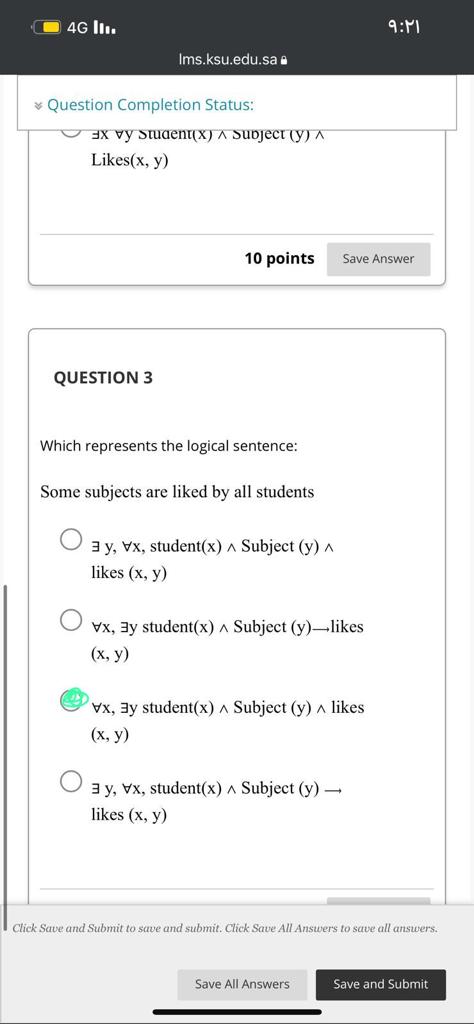 4G
٩:٢١
lms.ksu.edu.sa
Question Completion Status:
∃x ∀y Student(x) ∧ Subject (y) ∧
Likes(x, y)
10 points
Save Answer
QUESTION 3
Which represents the logical sentence:
Some subjects are liked by all students
∃ y, ∀x, student(x) ∧ Subject (y) ∧
likes (x, y)
∀x, ∃y student(x) ∧ Subject (y)→likes
(x, y)
∀x, ∃y student(x) ∧ Subject (y) ∧ likes
(x, y)
∃ y, ∀x, student(x) ∧ Subject (y) →
likes (x, y)
Click Save and Submit to save and submit. Click Save All Answers to save all answers.
Save All Answers
Save and Submit